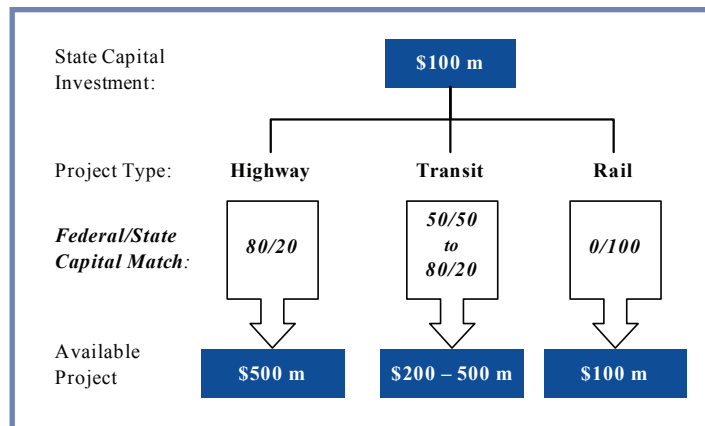 State Capital
Investment:
$100 m
Project Type:
Highway
Transit
Rail
Federal/State
Capital Match:
80/20
50/50
to
80/20
0/100
Available
Project
$500 m
$200 – 500 m
$100 m